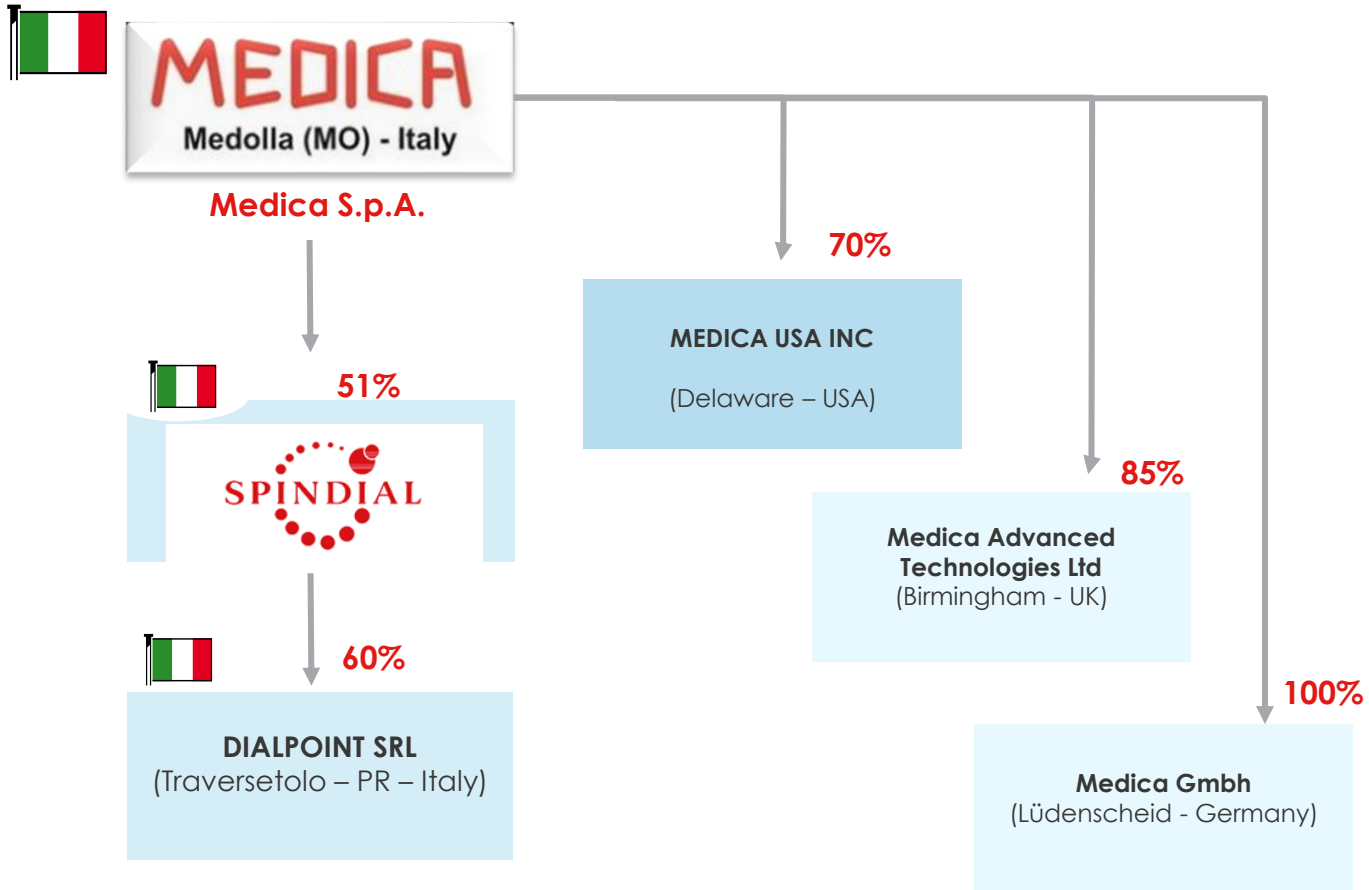 MEDICA
Medolla (MO) - Italy
Medica S.p.A.
51%
SPINDIAL
60%
DIALPOINT SRL
(Traversetolo – PR – Italy)
70%
MEDICA USA INC
(Delaware – USA)
85%
Medica Advanced
Technologies Ltd
(Birmingham - UK)
100%
Medica Gmbh
(Lüdenscheid - Germany)